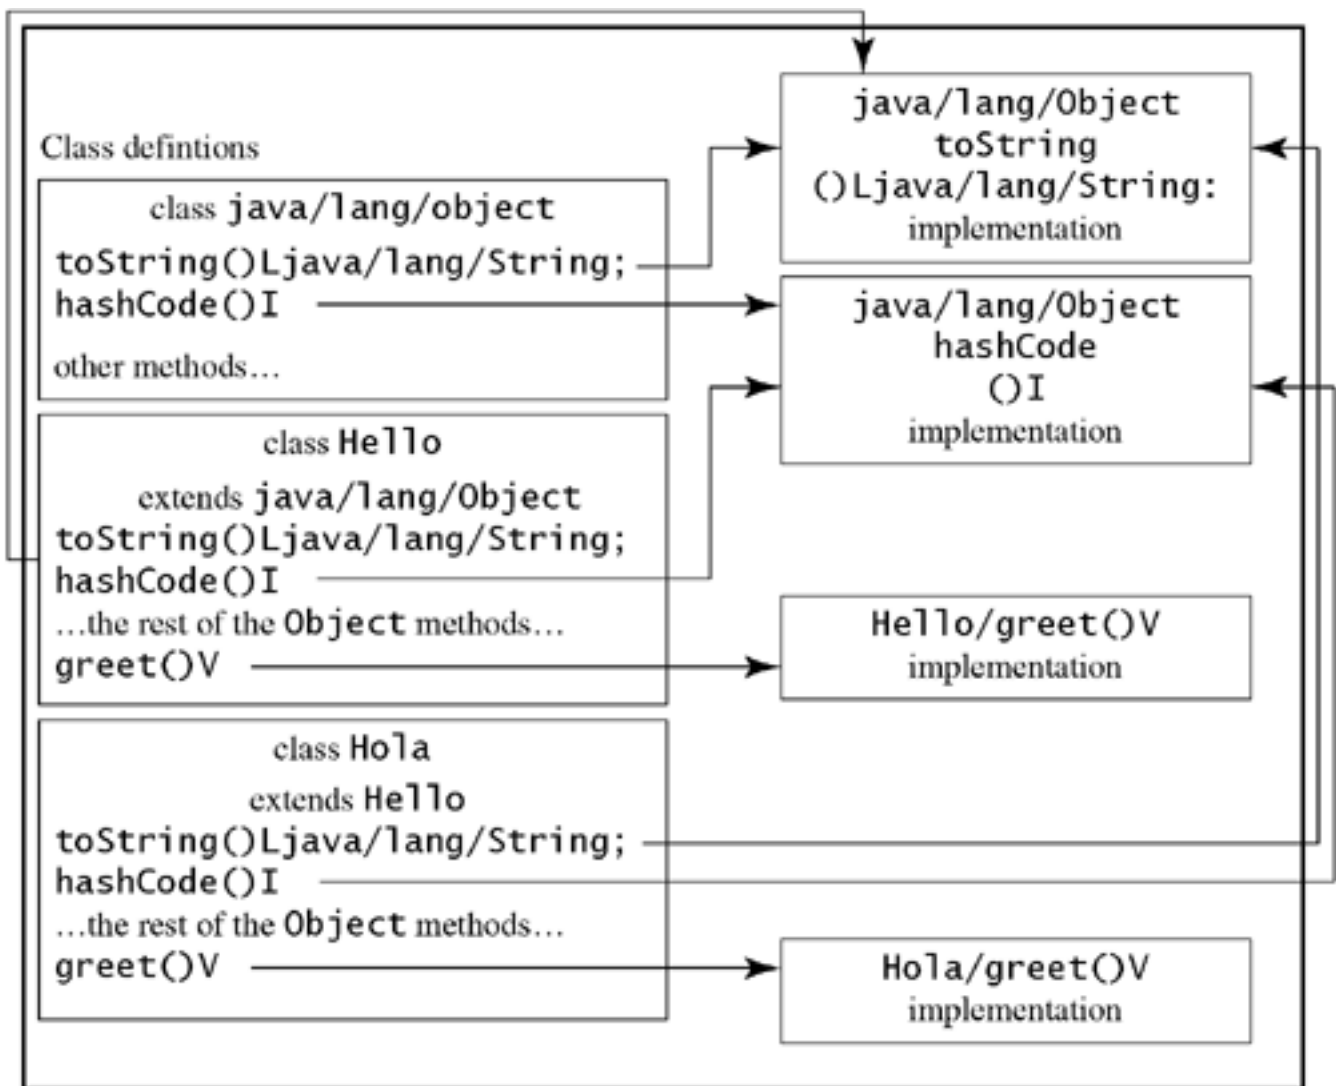 Class defintions
class java/lang/object
toString()Ljava/lang/String;
hashCode()I
other methods…
class Hello
extends java/lang/Object
toString()Ljava/lang/String;
hashCode()I
…the rest of the Object methods…
greet()V
class Hola
extends Hello
toString()Ljava/lang/String;
hashCode()I
…the rest of the Object methods…
greet()V
java/lang/Object
toString
()Ljava/lang/String:
implementation
java/lang/Object
hashCode
()I
implementation
Hello/greet()V
implementation
Hola/greet()V
implementation